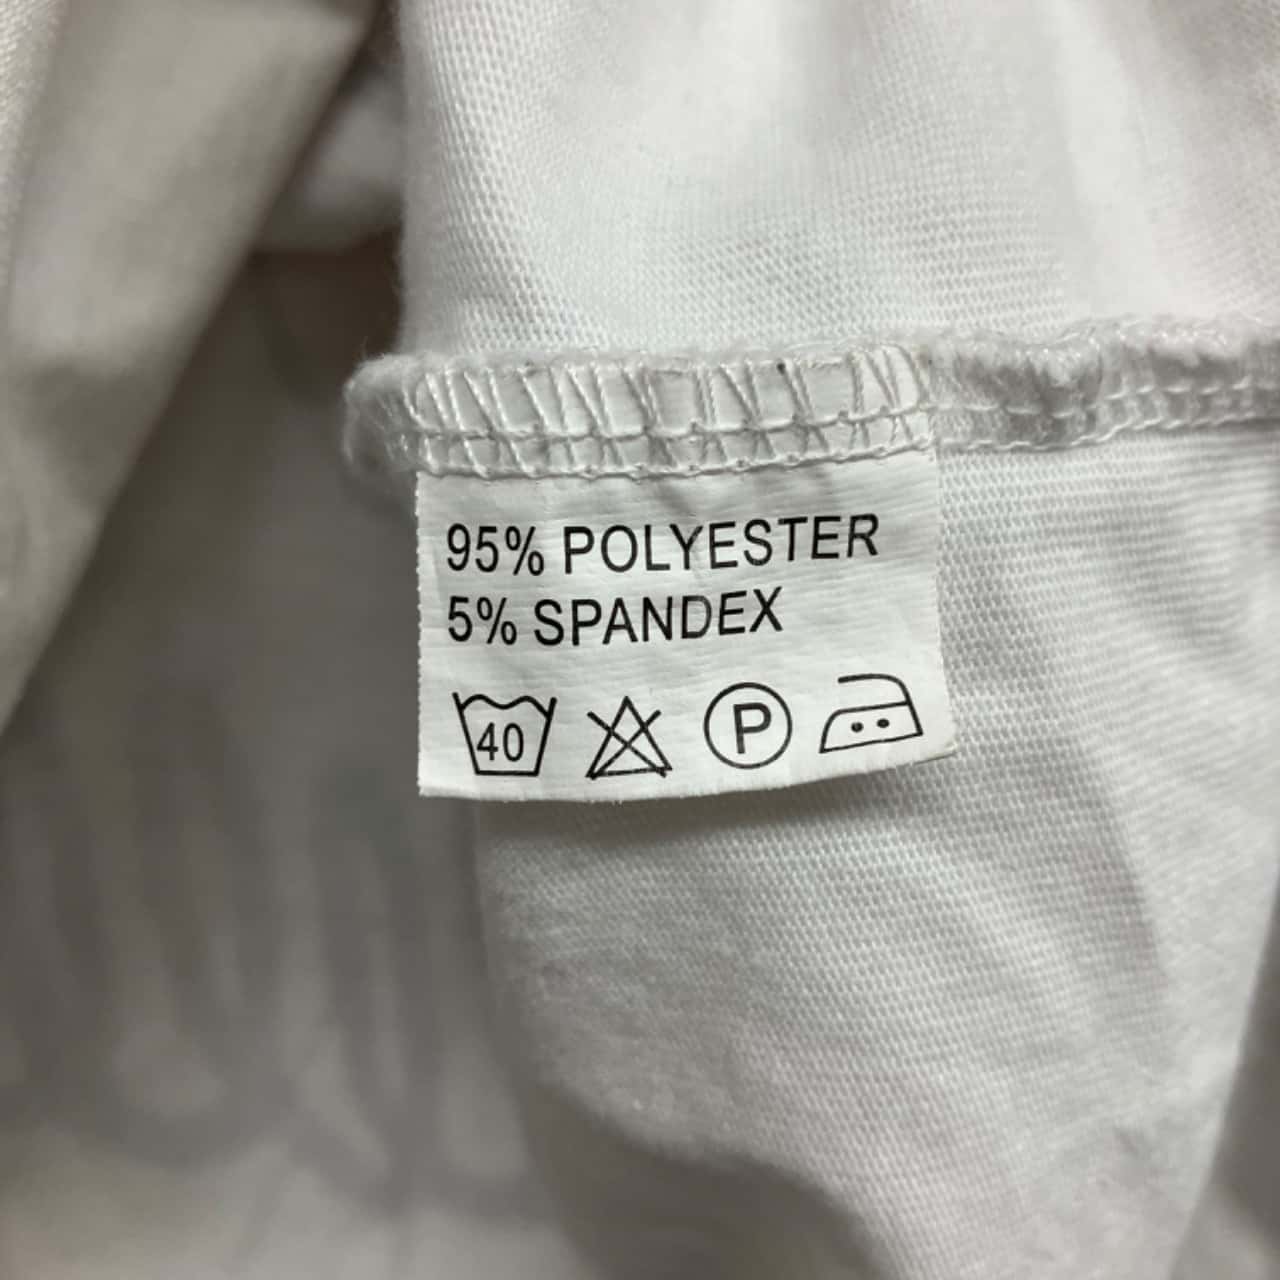 95% POLYESTER
5% SPANDEX
40 P